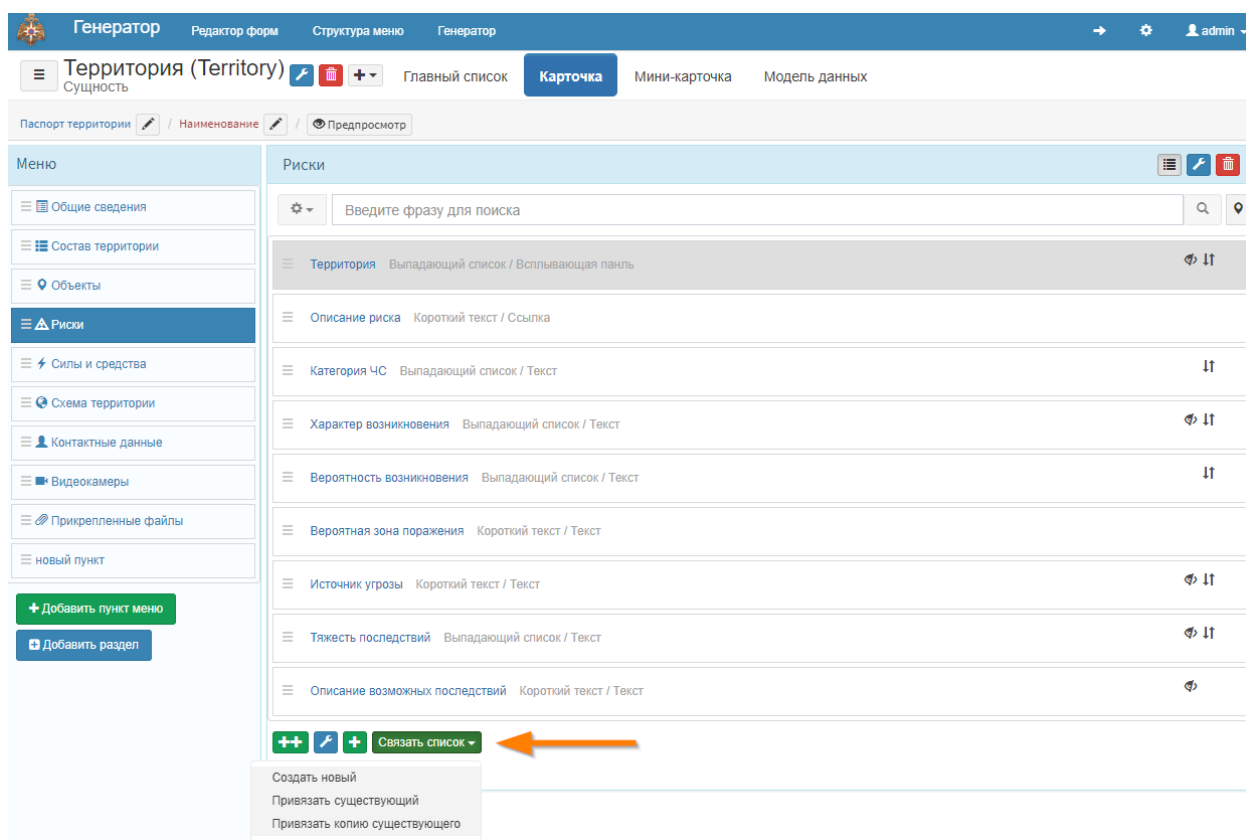 Генератор Редактор форм Структура меню Генератор admin
Территория (Territory) Главный список Карточка Мини-карточка Модель данных
Сущность
Паспорт территории / Наименование / Предпросмотр
Меню
Риски
Введите фразу для поиска
Общие сведения
Состав территории
Объекты
Риски
Силы и средства
Схема территории
Контактные данные
Видеокамеры
Прикрепленные файлы
новый пункт
Добавить пункт меню
Добавить раздел
Территория Выпадающий список / Всплывающая панль
Описание риска Короткий текст / Ссылка
Категория ЧС Выпадающий список / Текст
Характер возникновения Выпадающий список / Текст
Вероятность возникновения Выпадающий список / Текст
Вероятная зона поражения Короткий текст / Текст
Источник угрозы Короткий текст / Текст
Тяжесть последствий Выпадающий список / Текст
Описание возможных последствий Короткий текст / Текст
Связать список
Создать новый
Привязать существующий
Привязать копию существующего